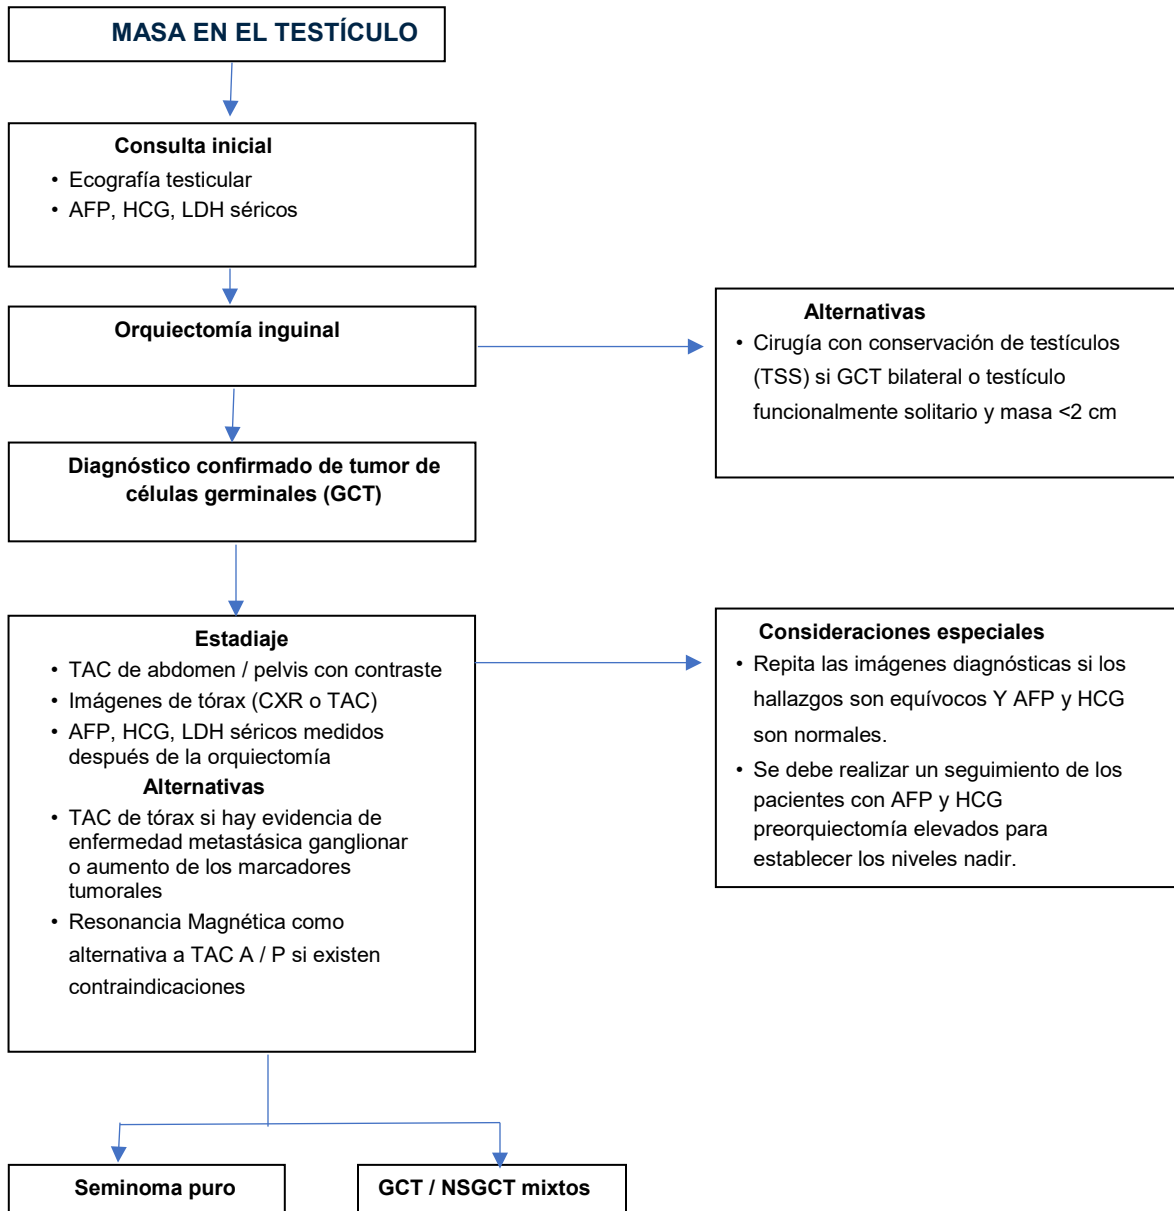 MASA EN EL TESTÍCULO
Consulta inicial
• Ecografía testicular
• AFP, HCG, LDH séricos
Orquiectomía inguinal
Alternativas
• Cirugía con conservación de testículos
(TSS) si GCT bilateral o testículo
funcionalmente solitario y masa <2 cm
Diagnóstico confirmado de tumor de
células germinales (GCT)
Estadiaje
• TAC de abdomen / pelvis con contraste
• Imágenes de tórax (CXR o TAC)
• AFP, HCG, LDH séricos medidos
después de la orquiectomía
Alternativas
• TAC de tórax si hay evidencia de
enfermedad metastásica ganglionar
o aumento de los marcadores
tumorales
• Resonancia Magnética como
alternativa a TAC A / P si existen
contraindicaciones
Consideraciones especiales
• Repita las imágenes diagnósticas si los
hallazgos son equívocos Y AFP y HCG
son normales.
• Se debe realizar un seguimiento de los
pacientes con AFP y HCG
preorquiectomía elevados para
establecer los niveles nadir.
Seminoma puro
GCT / NSGCT mixtos